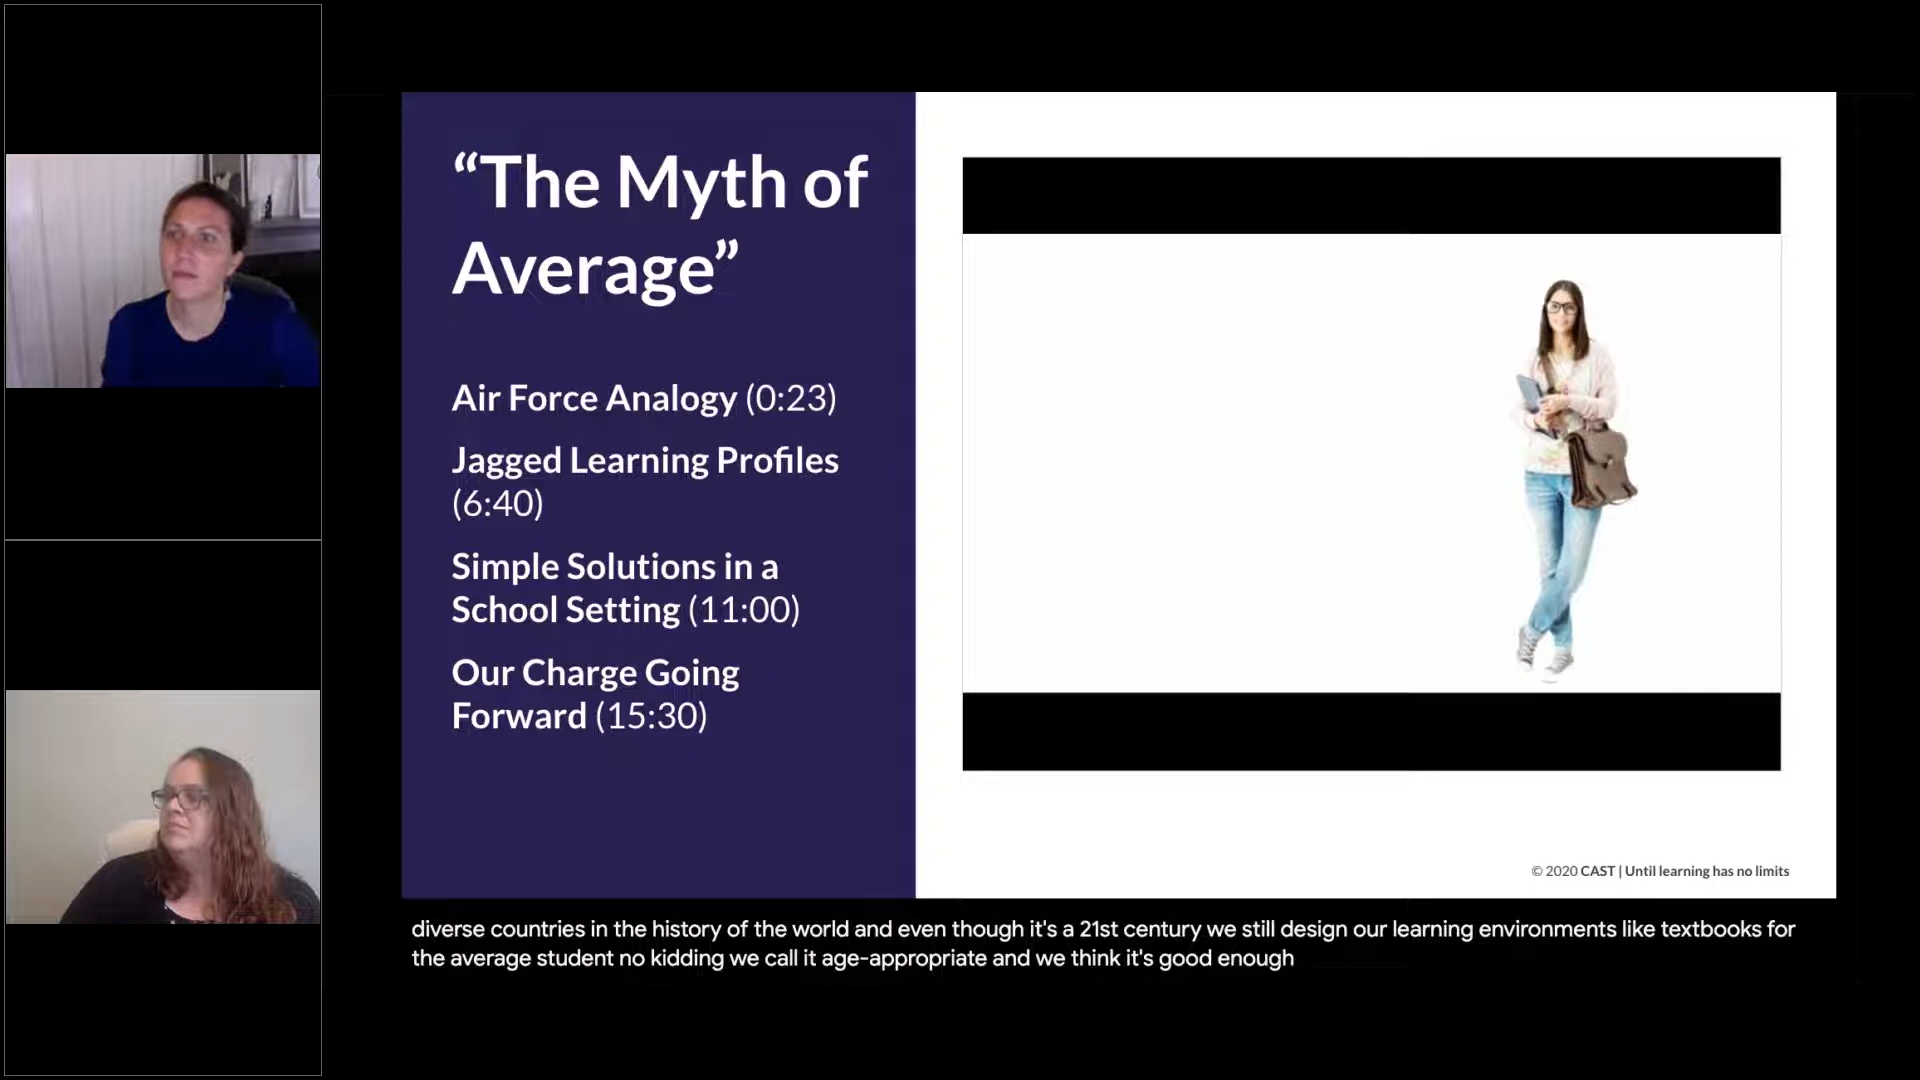 “The Myth of
Average”
Air Force Analogy (0:23)
Jagged Learning Profiles
(6:40)
Simple Solutions in a
School Setting (11:00)
Our Charge Going
Forward (15:30)
© 2020 CAST | Until learning has no limits
diverse countries in the history of the world and even though it's a 21st century we still design our learning environments like textbooks for
the average student no kidding we call it age-appropriate and we think it's good enough